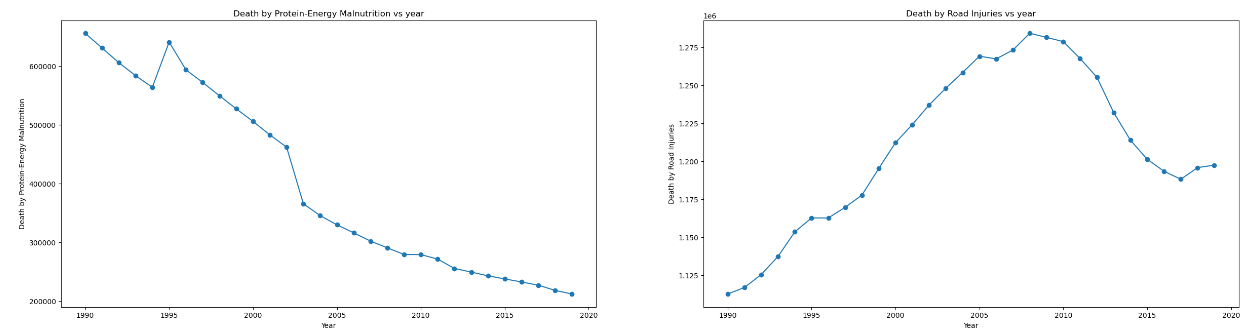 Death by Protein-Energy Malnutrition vs year
Death by Protein-Energy Malnutrition
600000
500000
400000
300000
200000
1990 1995 2000 2005 2010 2015 2020
Year
Death by Road Injuries vs year
1e6
Death by Road Injuries
1.275
1.250
1.225
1.200
1.175
1.150
1.125
1990 1995 2000 2005 2010 2015 2020
Year